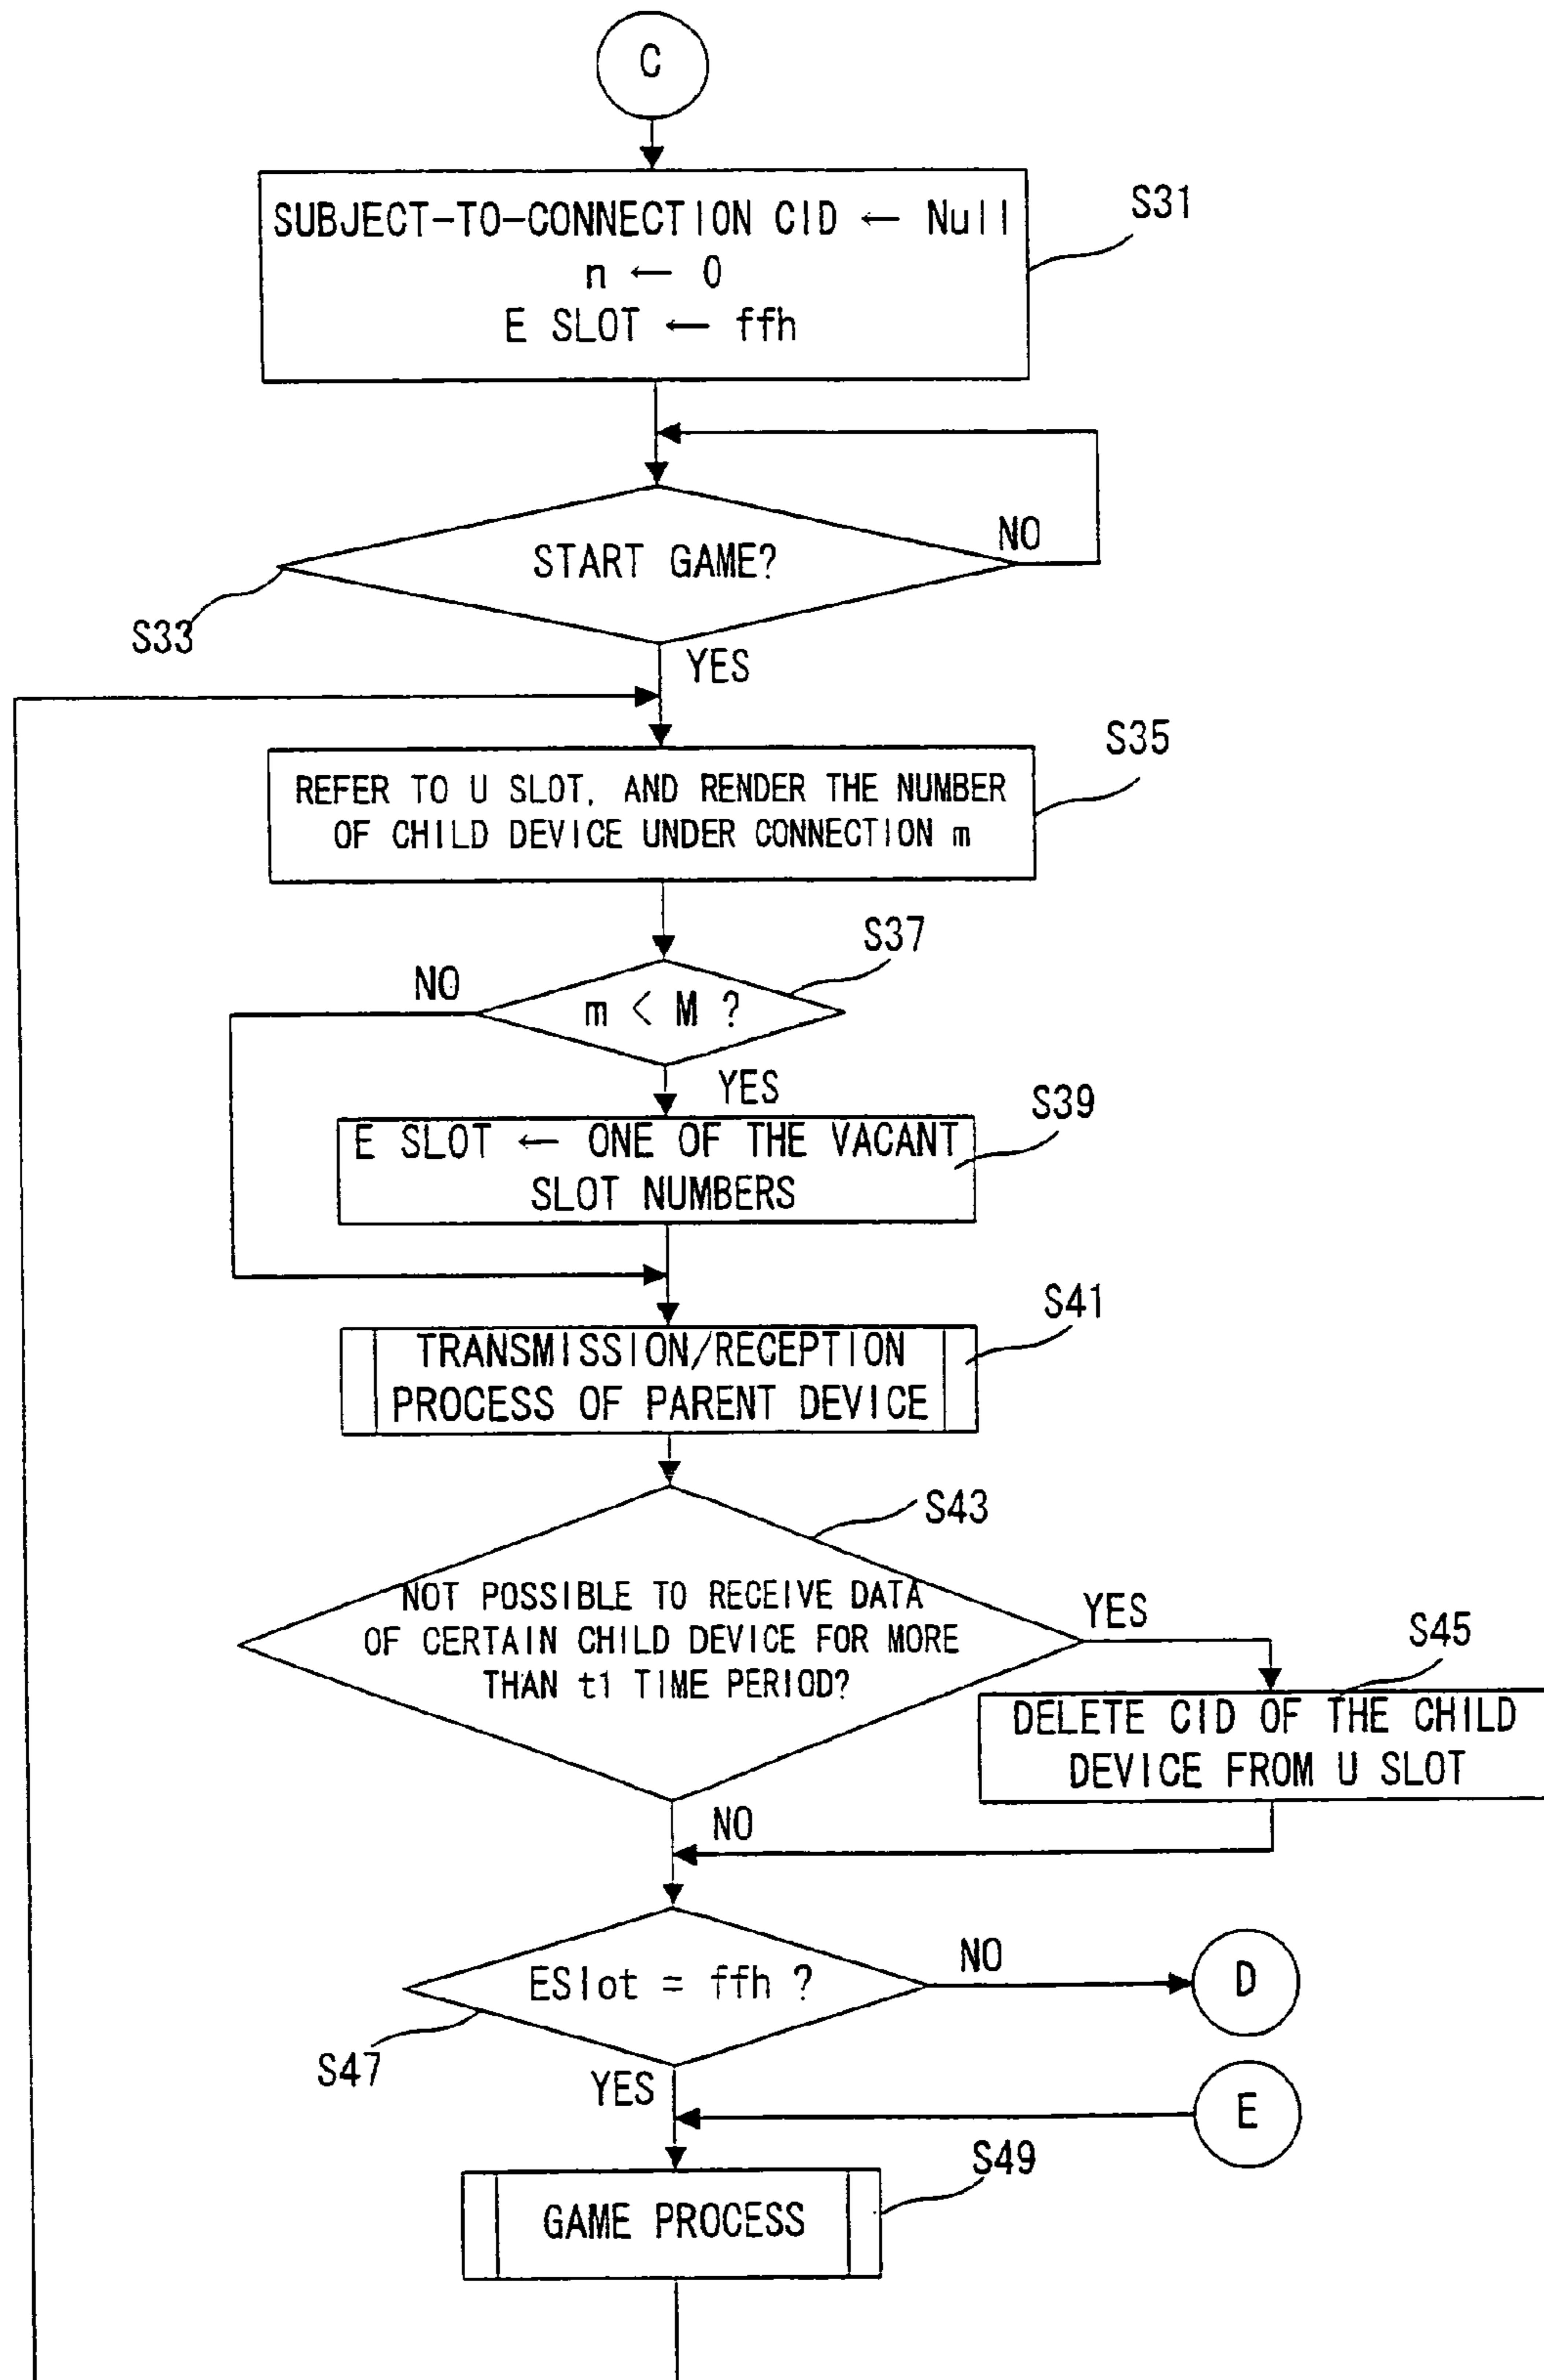 C
SUBJECT-TO-CONNECTION CID ← Null
n ← 0
E SLOT ← ffh
S31
START GAME?
NO
S33
YES
S35
REFER TO U SLOT, AND RENDER THE NUMBER
OF CHILD DEVICE UNDER CONNECTION m
S37
NO
m < M ?
YES
S39
E SLOT ← ONE OF THE VACANT
SLOT NUMBERS
S41
TRANSMISSION/RECEPTION
PROCESS OF PARENT DEVICE
S43
NOT POSSIBLE TO RECEIVE DATA
OF CERTAIN CHILD DEVICE FOR MORE
THAN t1 TIME PERIOD?
YES
S45
DELETE CID OF THE CHILD
DEVICE FROM U SLOT
NO
ESlot = ffh ?
NO
D
S47
YES
E
S49
GAME PROCESS